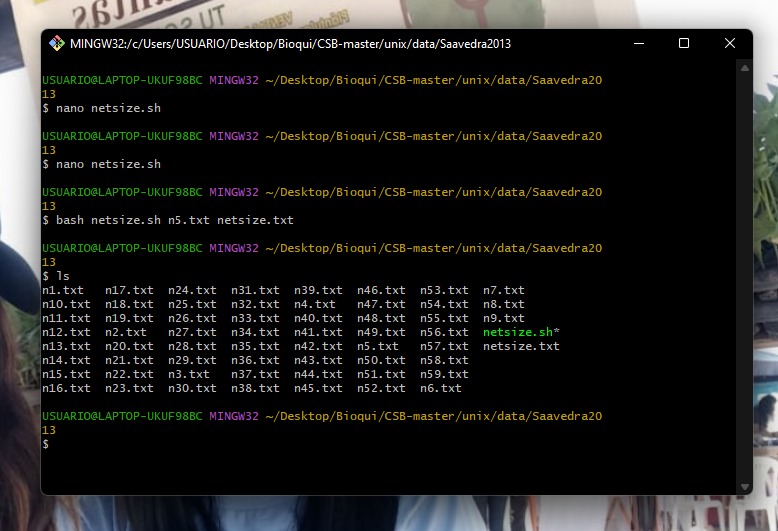 MINGW32:/c/Users/USUARIO/Desktop/Bioqui/CSB-master/unix/data/Saavedra2013
USUARIO@LAPTOP-UKUF98BC MINGW32 ~/Desktop/Bioqui/CSB-master/unix/data/Saavedra20
13
$ nano netsize.sh
USUARIO@LAPTOP-UKUF98BC MINGW32 ~/Desktop/Bioqui/CSB-master/unix/data/Saavedra20
13
$ nano netsize.sh
USUARIO@LAPTOP-UKUF98BC MINGW32 ~/Desktop/Bioqui/CSB-master/unix/data/Saavedra20
13
$ bash netsize.sh n5.txt netsize.txt
USUARIO@LAPTOP-UKUF98BC MINGW32 ~/Desktop/Bioqui/CSB-master/unix/data/Saavedra20
13
$ ls
n1.txt n17.txt n24.txt n31.txt n39.txt n46.txt n53.txt n7.txt
n10.txt n18.txt n25.txt n32.txt n4.txt n47.txt n54.txt n8.txt
n11.txt n19.txt n26.txt n33.txt n40.txt n48.txt n55.txt n9.txt
n12.txt n2.txt n27.txt n34.txt n41.txt n49.txt n56.txt netsize.sh*
n13.txt n20.txt n28.txt n35.txt n42.txt n5.txt n57.txt netsize.txt
n14.txt n21.txt n29.txt n36.txt n43.txt n50.txt n58.txt
n15.txt n22.txt n3.txt n37.txt n44.txt n51.txt n59.txt
n16.txt n23.txt n30.txt n38.txt n45.txt n52.txt n6.txt
USUARIO@LAPTOP-UKUF98BC MINGW32 ~/Desktop/Bioqui/CSB-master/unix/data/Saavedra20
13
$